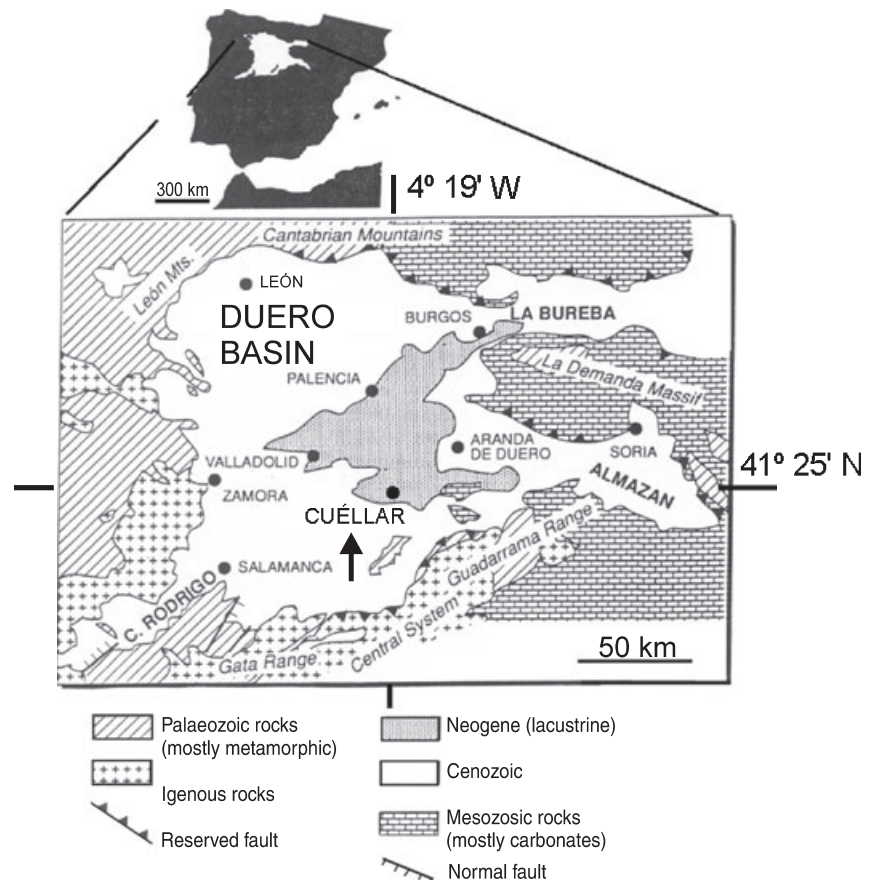 300 km
4º 19' W
Cantabrian Mountains
León Mts.
LEÓN
DUERO
BASIN
BURGOS
LA BUREBA
PALENCIA
La Demanda Massif
ARANDA
DE DUERO
SORIA
VALLADOLID
ZAMORA
41º 25' N
ALMAZAN
CUÉLLAR
Guadarrama Range
SALAMANCA
C. RODRIGO
Central System
Gata Range
50 km
Palaeozoic rocks
(mostly metamorphic)
Igenous rocks
Reserved fault
Neogene (lacustrine)
Cenozoic
Mesozosic rocks
(mostly carbonates)
Normal fault